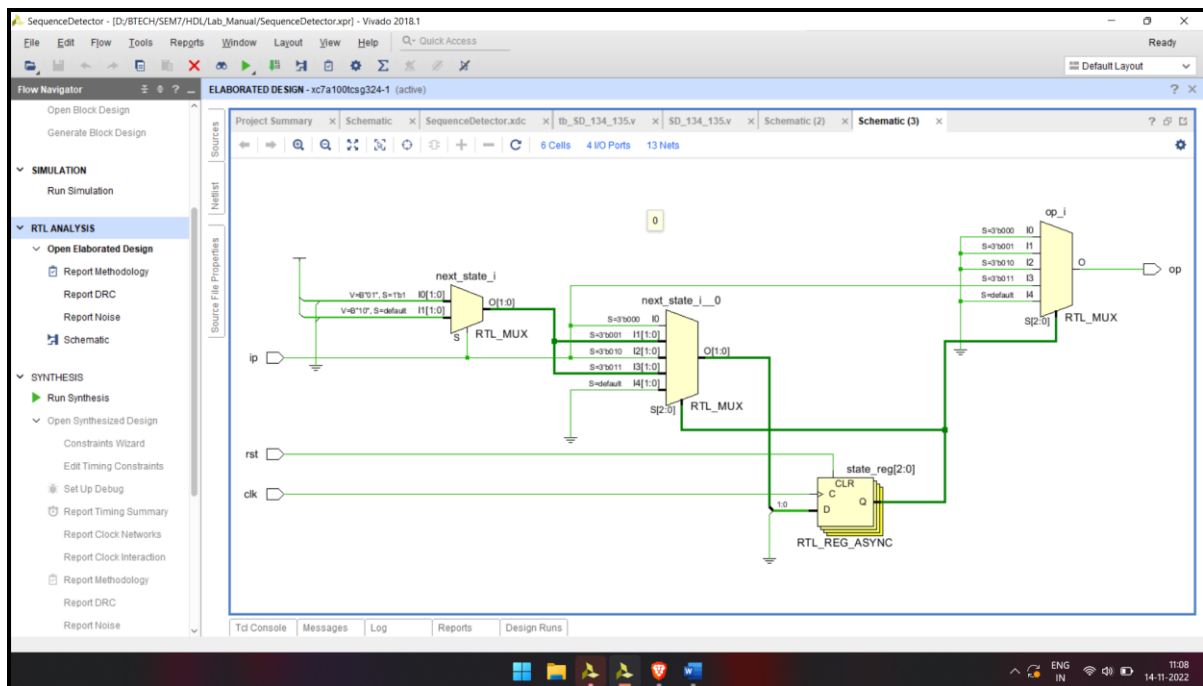 SequenceDetector - [D:/BTECH/SEM7/HDL/Lab_Manual/SequenceDetector.xpr] - Vivado 2018.1
File Edit Flow Tools Reports Window Layout View Help Quick Access Ready
Default Layout
Flow Navigator ? ELABORATED DESIGN - xc7a100tcsg324-1 (active) ?
Open Block Design
Generate Block Design
SIMULATION
Run Simulation
RTL ANALYSIS
Open Elaborated Design
Report Methodology
Report DRC
Report Noise
Schematic
SYNTHESIS
Run Synthesis
Open Synthesized Design
Constraints Wizard
Edit Timing Constraints
Set Up Debug
Report Timing Summary
Report Clock Networks
Report Clock Interaction
Report Methodology
Report DRC
Report Noise
Sources
Netlist
Source File Properties
Project Summary Schematic SequenceDetector.xdc tb_SD_134_135.v SD_134_135.v Schematic (2) Schematic (3) ?
6 Cells 4 I/O Ports 13 Nets
0
next_state_i
V=B"01", S=1'b1 I0[1:0]
V=B"10", S=default I1[1:0]
O[1:0]
S RTL_MUX
next_state_i__0
S=3'b000 I0
S=3'b001 I1[1:0]
S=3'b010 I2[1:0]
S=3'b011 I3[1:0]
S=default I4[1:0]
O[1:0]
S[2:0] RTL_MUX
op_i
S=3'b000 I0
S=3'b001 I1
S=3'b010 I2
S=3'b011 I3
S=default I4
O
S[2:0] RTL_MUX
op
ip
rst
clk
state_reg[2:0]
CLR
C
1:0 D
Q
RTL_REG_ASYNC
Tcl Console Messages Log Reports Design Runs
ENG
IN
11:08
14-11-2022